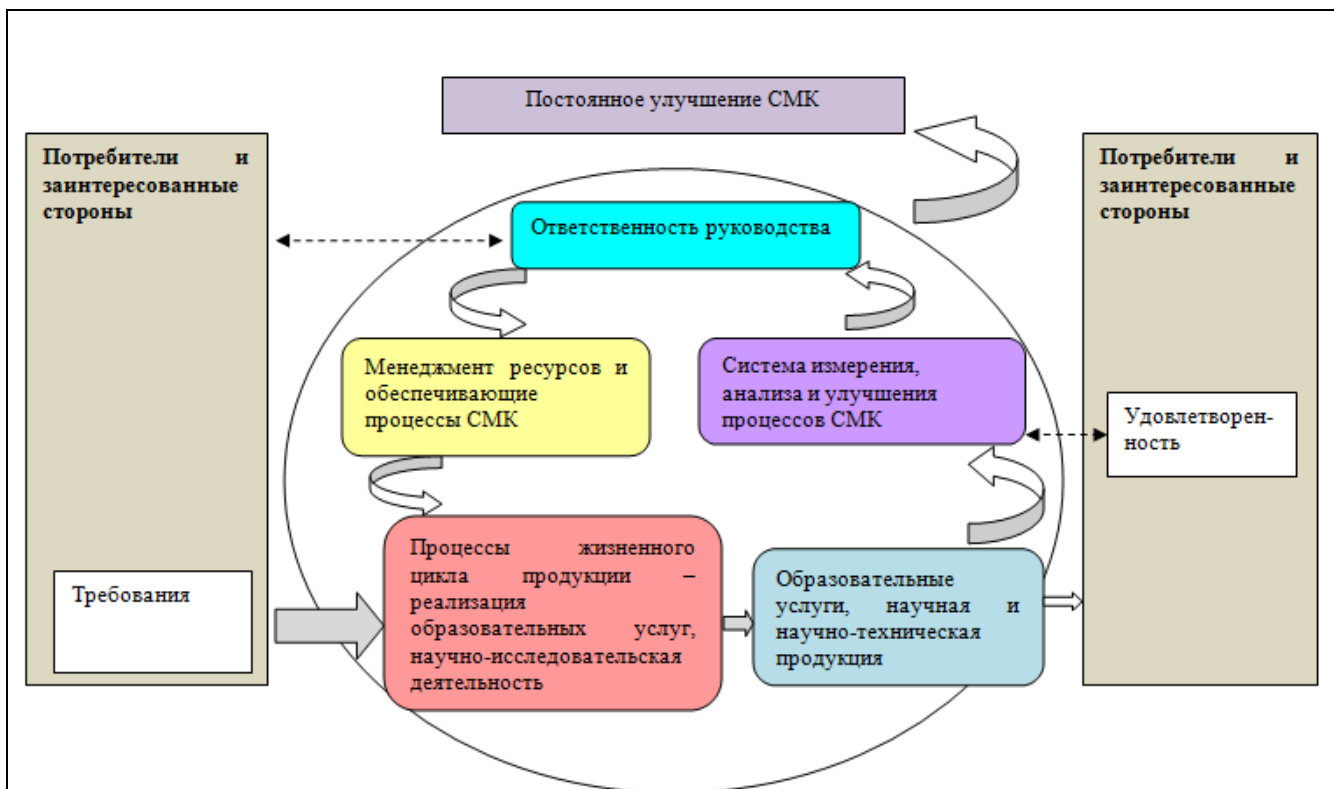 Постоянное улучшение СМК
Потребители и
заинтересованные
стороны
Потребители и
заинтересованные
стороны
Ответственность руководства
Менеджмент ресурсов и
обеспечивающие
процессы СМК
Система измерения,
анализа и улучшения
процессов СМК
Удовлетворен-
ность
Требования
Процессы жизненного
цикла продукции –
реализация
образовательных услуг,
научно-исследовательская
деятельность
Образовательные
услуги, научная и
научно-техническая
продукция